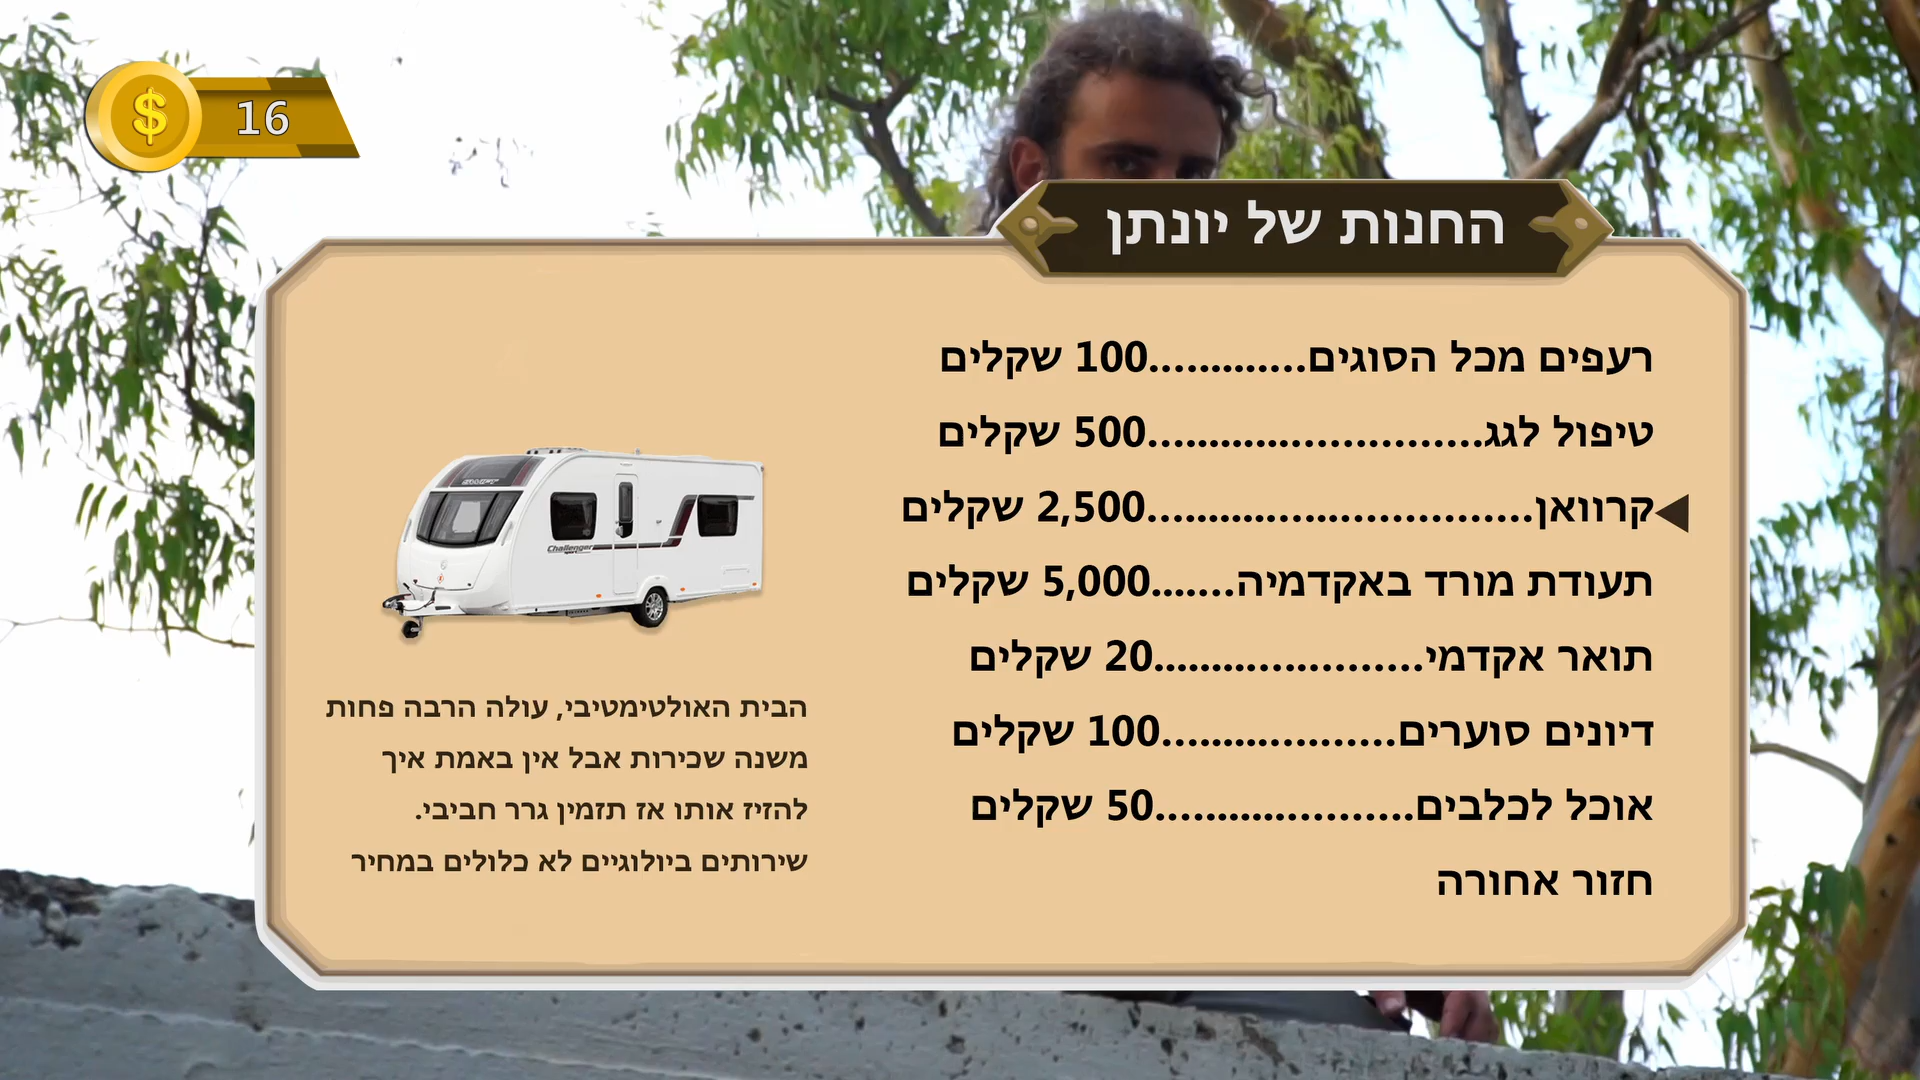 16
החנות של יונתן
רעפים מכל הסוגים.............100 שקלים
טיפול לגג...........................500 שקלים
קרוואן...............................2,500 שקלים
תעודת מורד באקדמיה.......5,000 שקלים
תואר אקדמי......................20 שקלים
דיונים סוערים...................100 שקלים
אוכל לכלבים.....................50 שקלים
חזור אחורה
SWIFT
Challenger
sport
הבית האולטימטיבי, עולה הרבה פחות
משנה שכירות אבל אין באמת איך
להזיז אותו אז תזמין גרר חביבי.
שירותים ביולוגיים לא כלולים במחיר